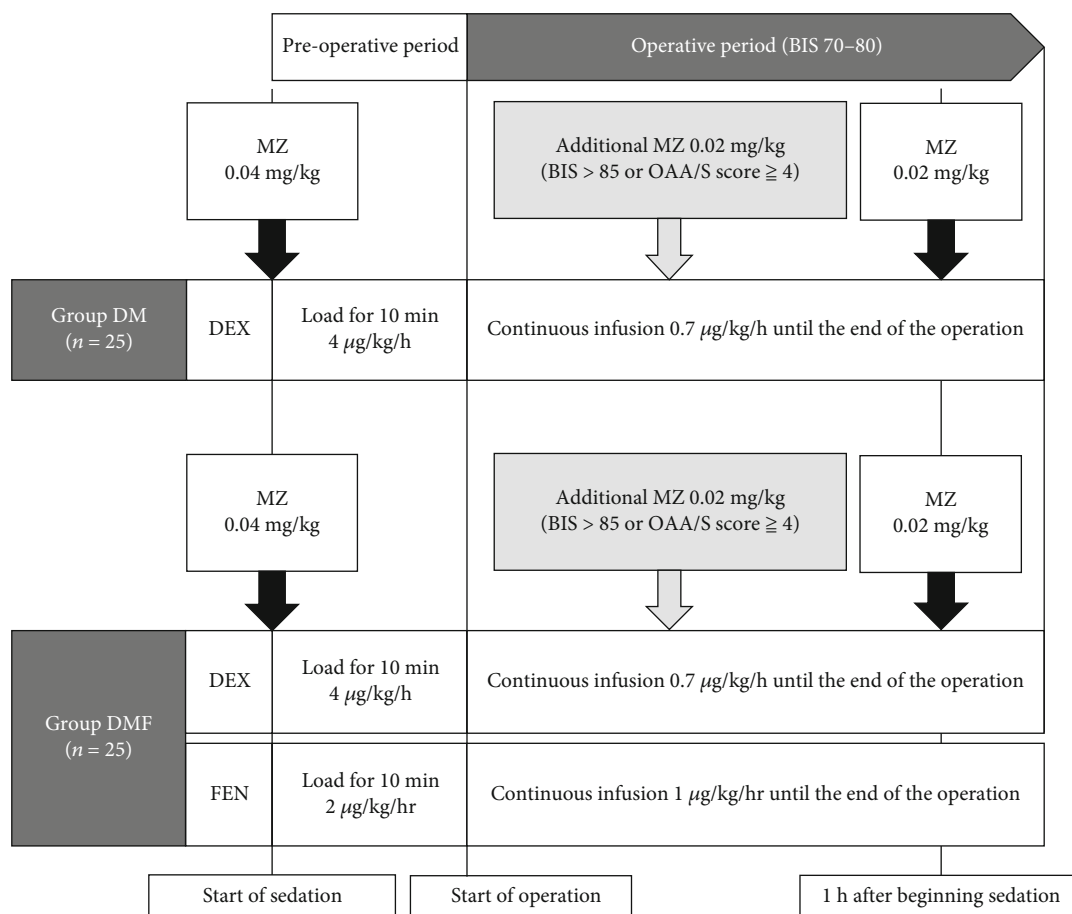 Pre-operative period
Operative period (BIS 70–80)
MZ
0.04 mg/kg
Additional MZ 0.02 mg/kg
(BIS > 85 or OAA/S score ≧ 4)
MZ
0.02 mg/kg
Group DM
(n = 25)
DEX
Load for 10 min
4 μg/kg/h
Continuous infusion 0.7 μg/kg/h until the end of the operation
MZ
0.04 mg/kg
Additional MZ 0.02 mg/kg
(BIS > 85 or OAA/S score ≧ 4)
MZ
0.02 mg/kg
Group DMF
(n = 25)
DEX
Load for 10 min
4 μg/kg/h
Continuous infusion 0.7 μg/kg/h until the end of the operation
FEN
Load for 10 min
2 μg/kg/hr
Continuous infusion 1 μg/kg/hr until the end of the operation
Start of sedation
Start of operation
1 h after beginning sedation